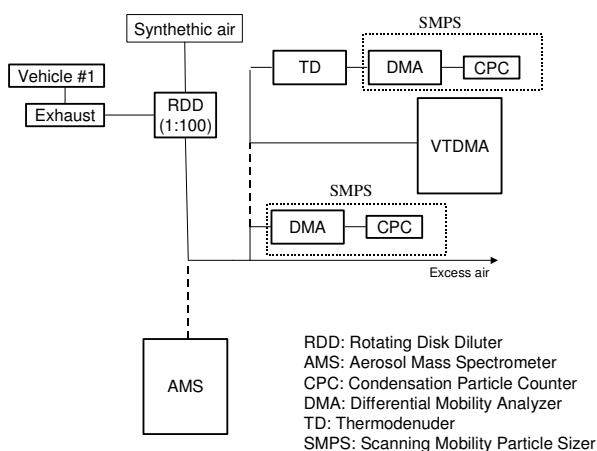 Synthethic air
SMPS
Vehicle #1
TD
DMA
CPC
Exhaust
RDD
(1:100)
VTDMA
SMPS
DMA
CPC
Excess air
AMS
RDD: Rotating Disk Diluter
AMS: Aerosol Mass Spectrometer
CPC: Condensation Particle Counter
DMA: Differential Mobility Analyzer
TD: Thermodenuder
SMPS: Scanning Mobility Particle Sizer